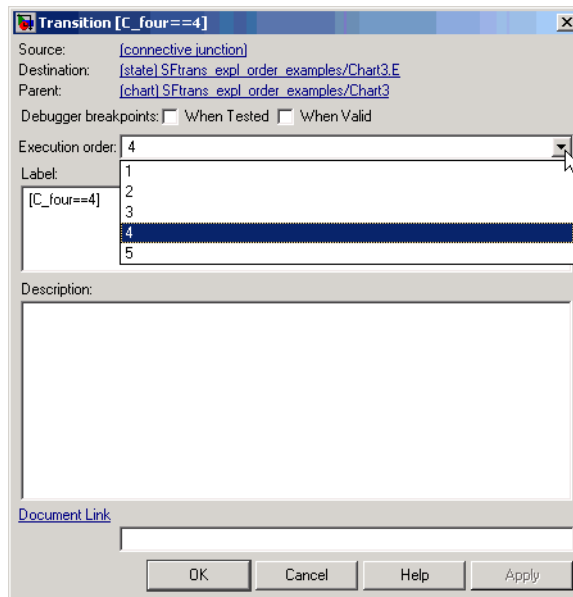 Transition [C_four==4]
Source: (connective junction)
Destination: (state) SFtrans_expl_order_examples/Chart3.E
Parent: (chart) SFtrans_expl_order_examples/Chart3
Debugger breakpoints: When Tested When Valid
Execution order: 4
Label:
1
[C_four==4]
2
3
4
5
Description:
Document Link
OK Cancel Help Apply